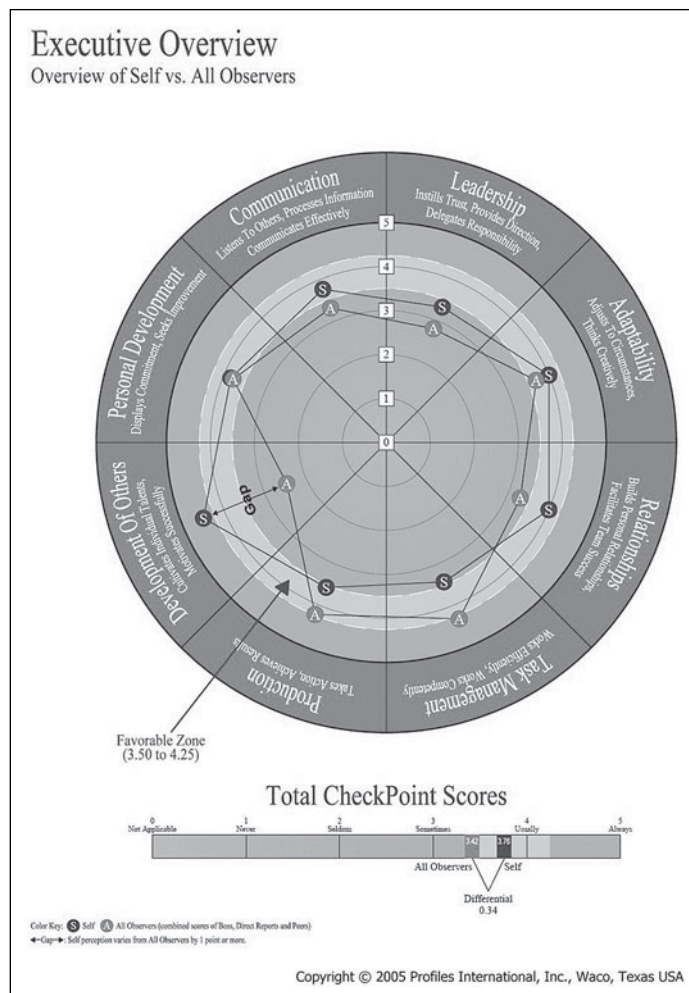 Executive Overview
Overview of Self vs. All Observers
Communication
Listens To Others, Processes Information
Communicates Effectively
Leadership
Instills Trust, Provides Direction,
Delegates Responsibility
Adaptability
Adjusts To Circumstances,
Thinks Creatively
Relationships
Builds Personal Relationships,
Facilitates Team Success
Task Management
Works Efficiently, Works Competently
Production
Takes Action, Achieves Results
Development Of Others
Cultivates Individual Talents,
Motivates Successfully
Personal Development
Displays Commitment, Seeks Improvement
5
4
3
2
1
0
S
A
S
A
S
A
S
A
S
A
S
A
S
A
A
Gap
Favorable Zone
(3.50 to 4.25)
Total CheckPoint Scores
0 1 2 3 4 5
Not Applicable Never Seldom Sometimes Usually Always
3.42 3.76
All Observers Self
Differential
0.34
Color Key: S Self A All Observers (combined scores of Boss, Direct Reports and Peers)
Gap : Self perception varies from All Observers by 1 point or more.
Copyright © 2005 Profiles International, Inc., Waco, Texas USA